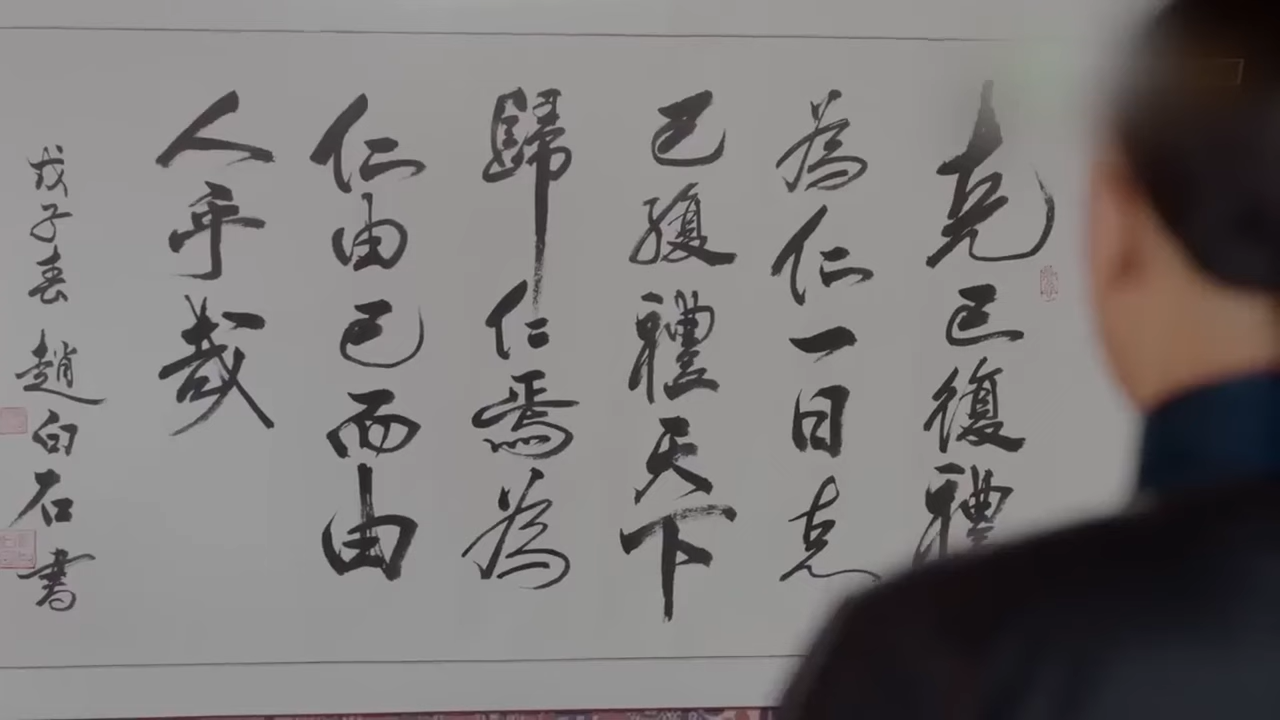 克己復禮
為仁一日克
己復禮天下
歸仁焉為
仁由己而由
人乎哉
戊子春 趙白石書